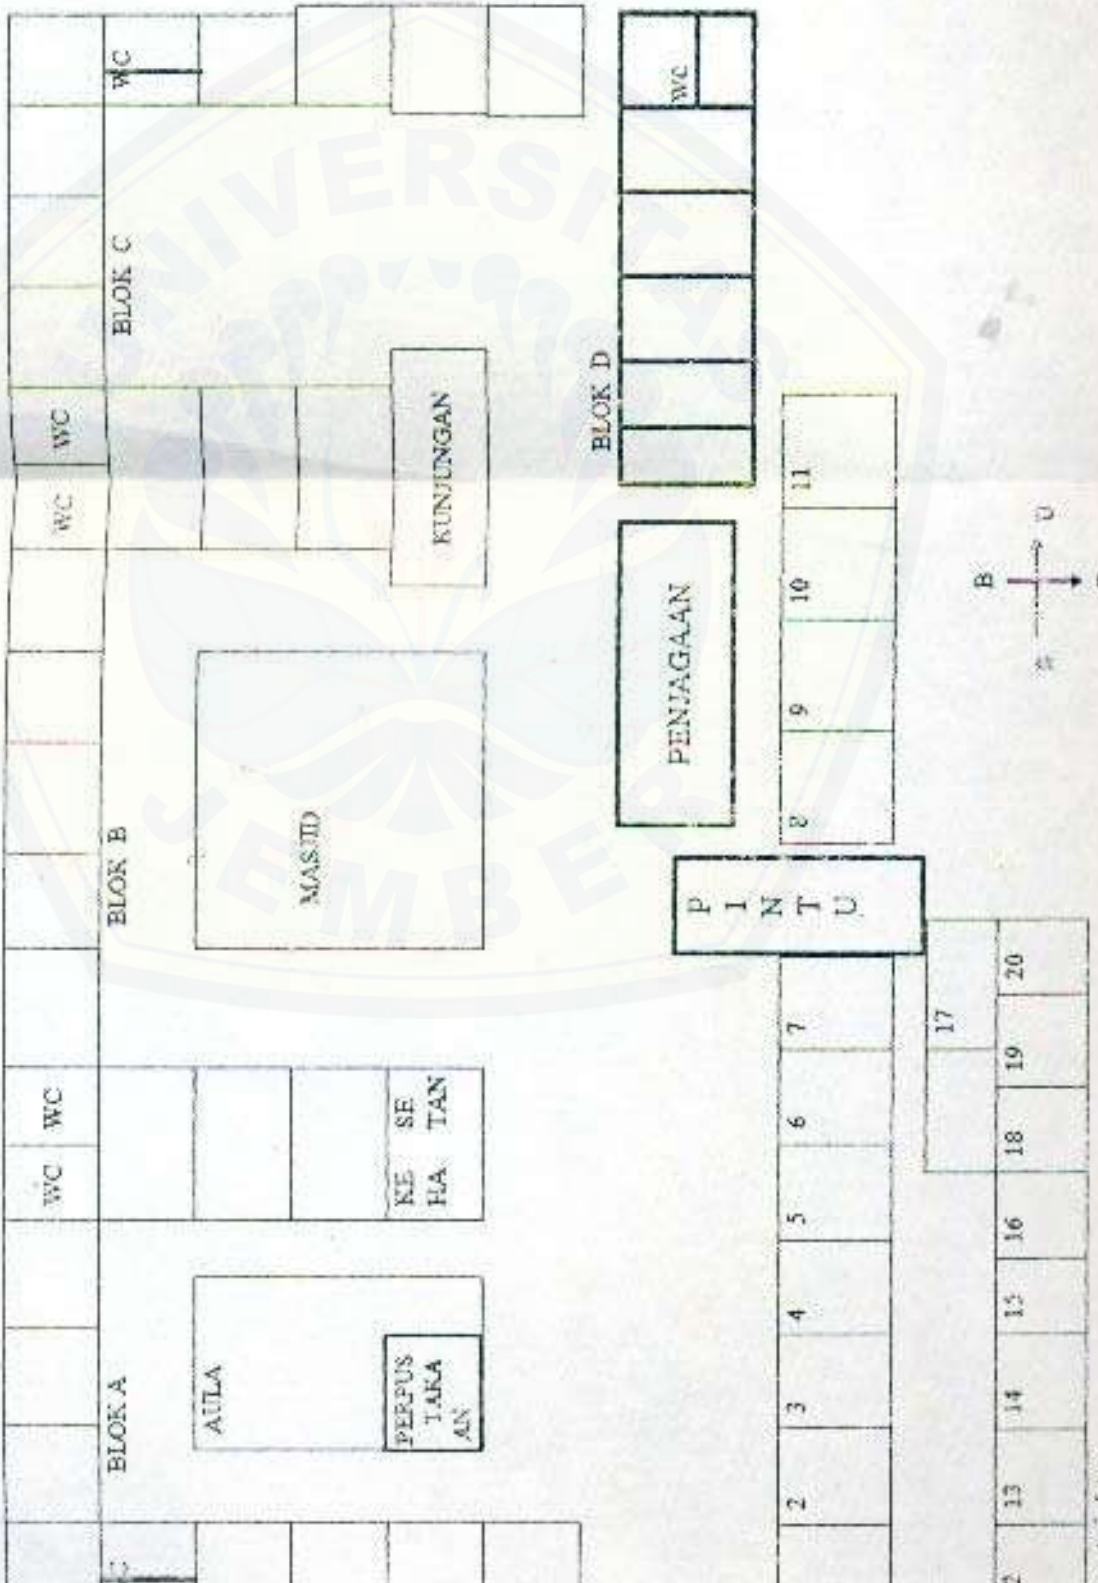 WC WC WC WC
BLOK A BLOK B BLOK C WC
AULA
MASJID
PERPUS
TAKA
AN
KE SE
HA TAN
KUNJUNGAN
BLOK D
WC
PENJAGAAN
P
I
N
T
U
2 3 4 5 6 7 8 9 10 11
17
13 14 15 16 18 19 20
B
U
UNIVERSITAS
JEMBER